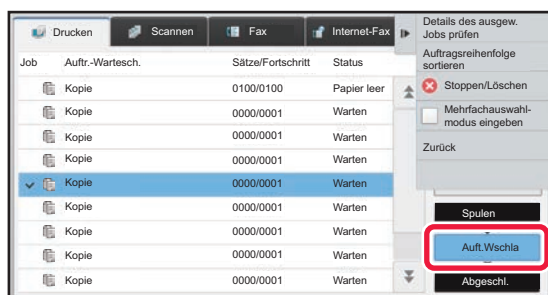 Drucken Scannen Fax Internet-Fax
Job Auftr.-Wartesch. Sätze/Fortschritt Status
Kopie 0100/0100 Papier leer
Kopie 0000/0001 Warten
Kopie 0000/0001 Warten
Kopie 0000/0001 Warten
Kopie 0000/0001 Warten
Kopie 0000/0001 Warten
Kopie 0000/0001 Warten
Kopie 0000/0001 Warten
Kopie 0000/0001 Warten
Details des ausgew.
Jobs prüfen
Auftragsreihenfolge
sortieren
Stoppen/Löschen
Mehrfachauswahl-
modus eingeben
Zurück
Spulen
Auft.Wschla
Abgeschl.